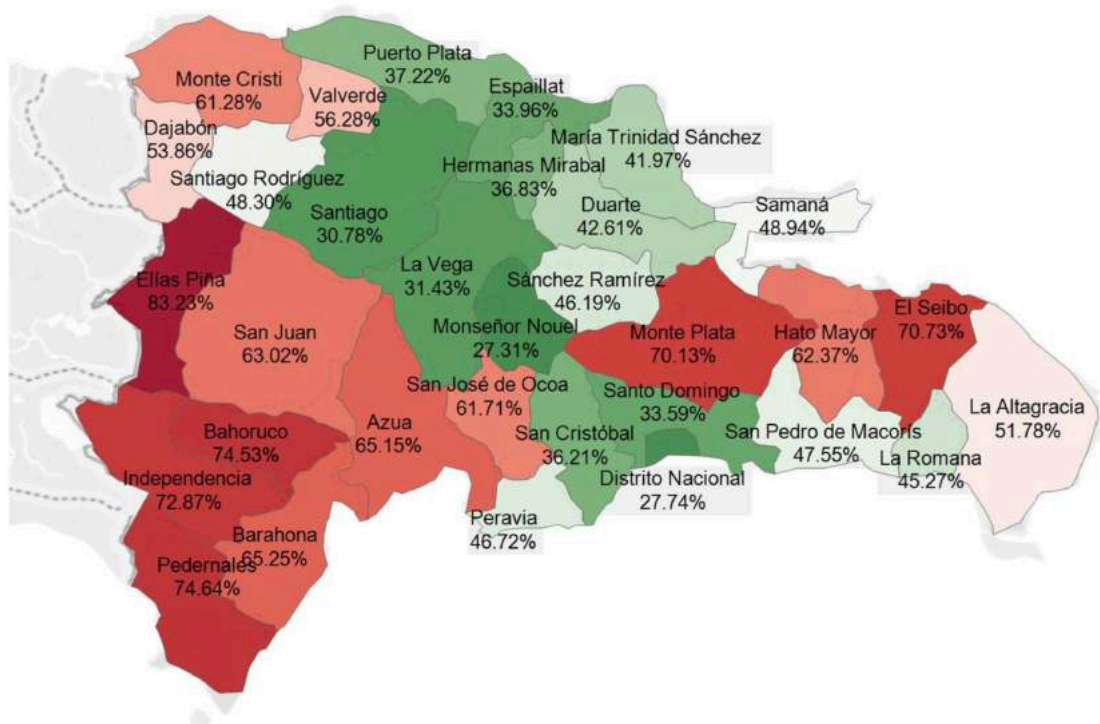 Puerto Plata
37.22%
Monte Cristi
61.28%
Valverde
56.28%
Espaillat
33.96%
Dajabón
53.86%
María Trinidad Sánchez
41.97%
Hermanas Mirabal
36.83%
Santiago Rodríguez
48.30%
Santiago
30.78%
Duarte
42.61%
Samaná
48.94%
La Vega
31.43%
Sánchez Ramírez
46.19%
Elías Piña
83.23%
San Juan
63.02%
Monseñor Nouel
27.31%
Monte Plata
70.13%
Hato Mayor
62.37%
El Seibo
70.73%
San José de Ocoa
61.71%
Santo Domingo
33.59%
La Altagracia
51.78%
Azua
65.15%
San Cristóbal
36.21%
San Pedro de Macorís
47.55%
La Romana
45.27%
Bahoruco
74.53%
Independencia
72.87%
Distrito Nacional
27.74%
Peravia
46.72%
Barahona
65.25%
Pedernales
74.64%